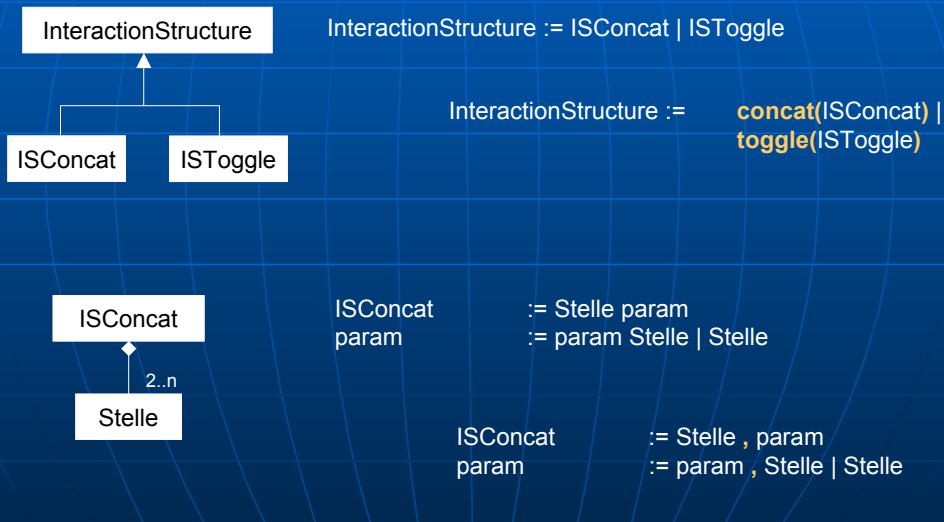 InteractionStructure
InteractionStructure := ISConcat | ISToggle
InteractionStructure := concat(ISConcat) |
toggle(ISToggle)
ISConcat
ISToggle
ISConcat
2..n
Stelle
ISConcat := Stelle param
param := param Stelle | Stelle
ISConcat := Stelle , param
param := param , Stelle | Stelle